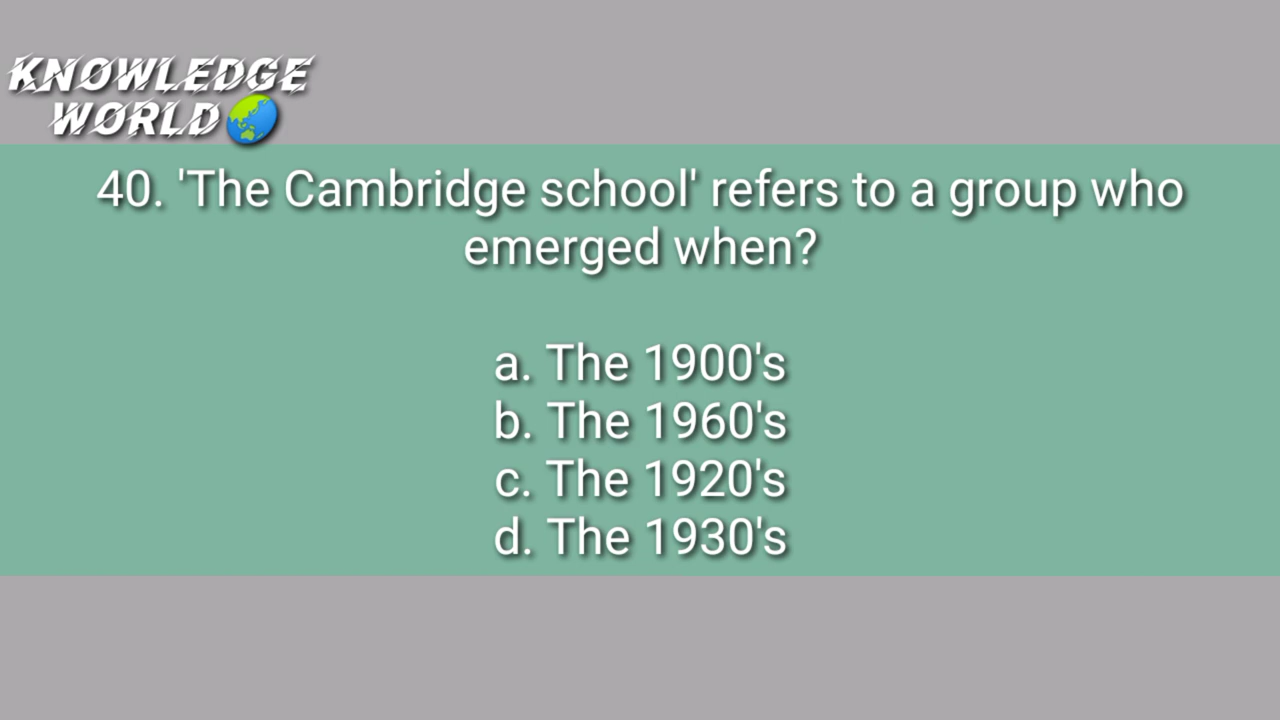 KNOWLEDGE
WORLD
40. 'The Cambridge school' refers to a group who
emerged when?
a. The 1900's
b. The 1960's
c. The 1920's
d. The 1930's